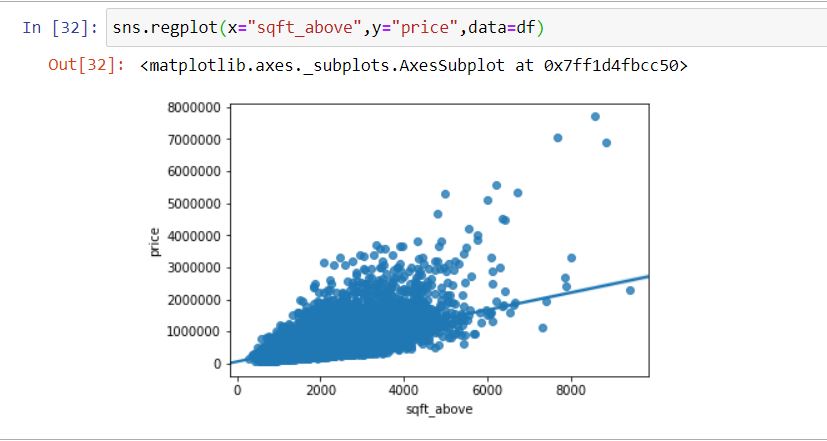 In [32]: sns.regplot(x="sqft_above",y="price",data=df)
Out[32]: <matplotlib.axes._subplots.AxesSubplot at 0x7ff1d4fbcc50>
8000000
7000000
6000000
5000000
4000000
3000000
2000000
1000000
0
price
0 2000 4000 6000 8000
sqft_above